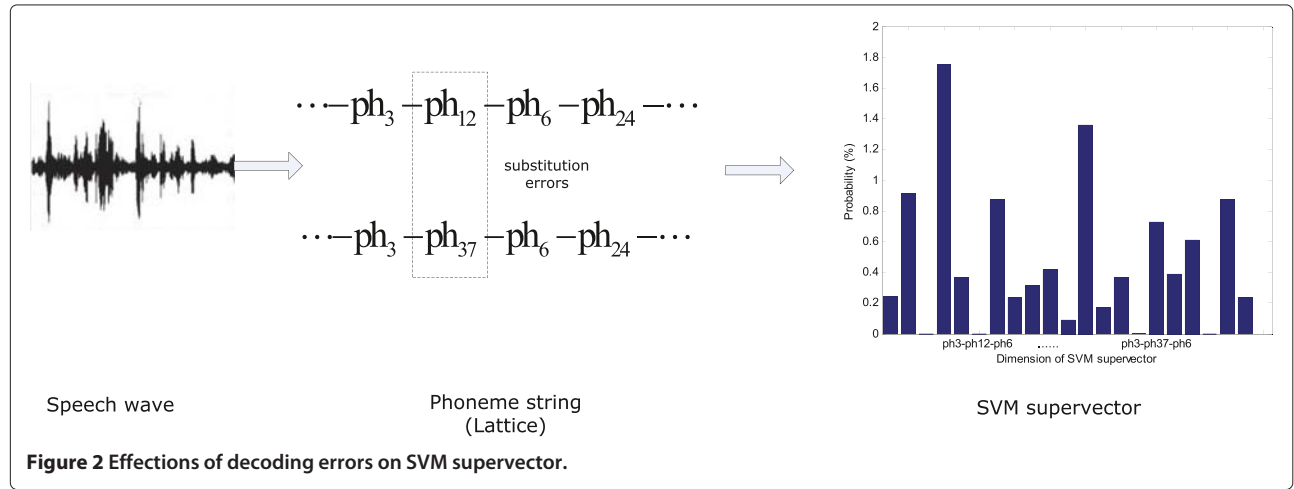 ⋯–ph₃–ph₁₂–ph₆–ph₂₄–⋯
substitution
errors
⋯–ph₃–ph₃₇–ph₆–ph₂₄–⋯
2
1.8
1.6
1.4
1.2
1
0.8
0.6
0.4
0.2
0
Probability (%)
ph3-ph12-ph6 ...... ph3-ph37-ph6
Dimension of SVM supervector
Speech wave
Phoneme string
(Lattice)
SVM supervector
Figure 2 Effections of decoding errors on SVM supervector.